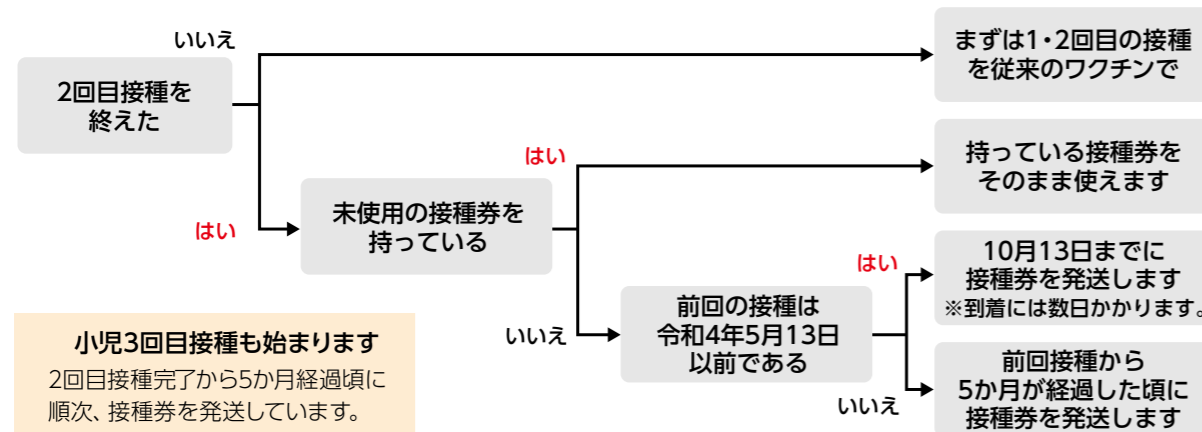 いいえ
まずは1・2回目の接種
を従来のワクチンで
2回目接種を
終えた
はい
持っている接種券を
そのまま使えます
はい
未使用の接種券を
持っている
はい
10月13日までに
接種券を発送します
※到着には数日かかります。
いいえ
前回の接種は
令和4年5月13日
以前である
いいえ
前回接種から
5か月が経過した頃に
接種券を発送します
小児3回目接種も始まります
2回目接種完了から5か月経過頃に
順次、接種券を発送しています。